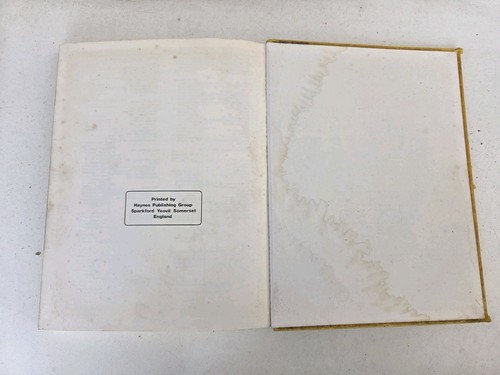 Printed by
Haynes Publishing Group
Sparkford Yeovil Somerset
England